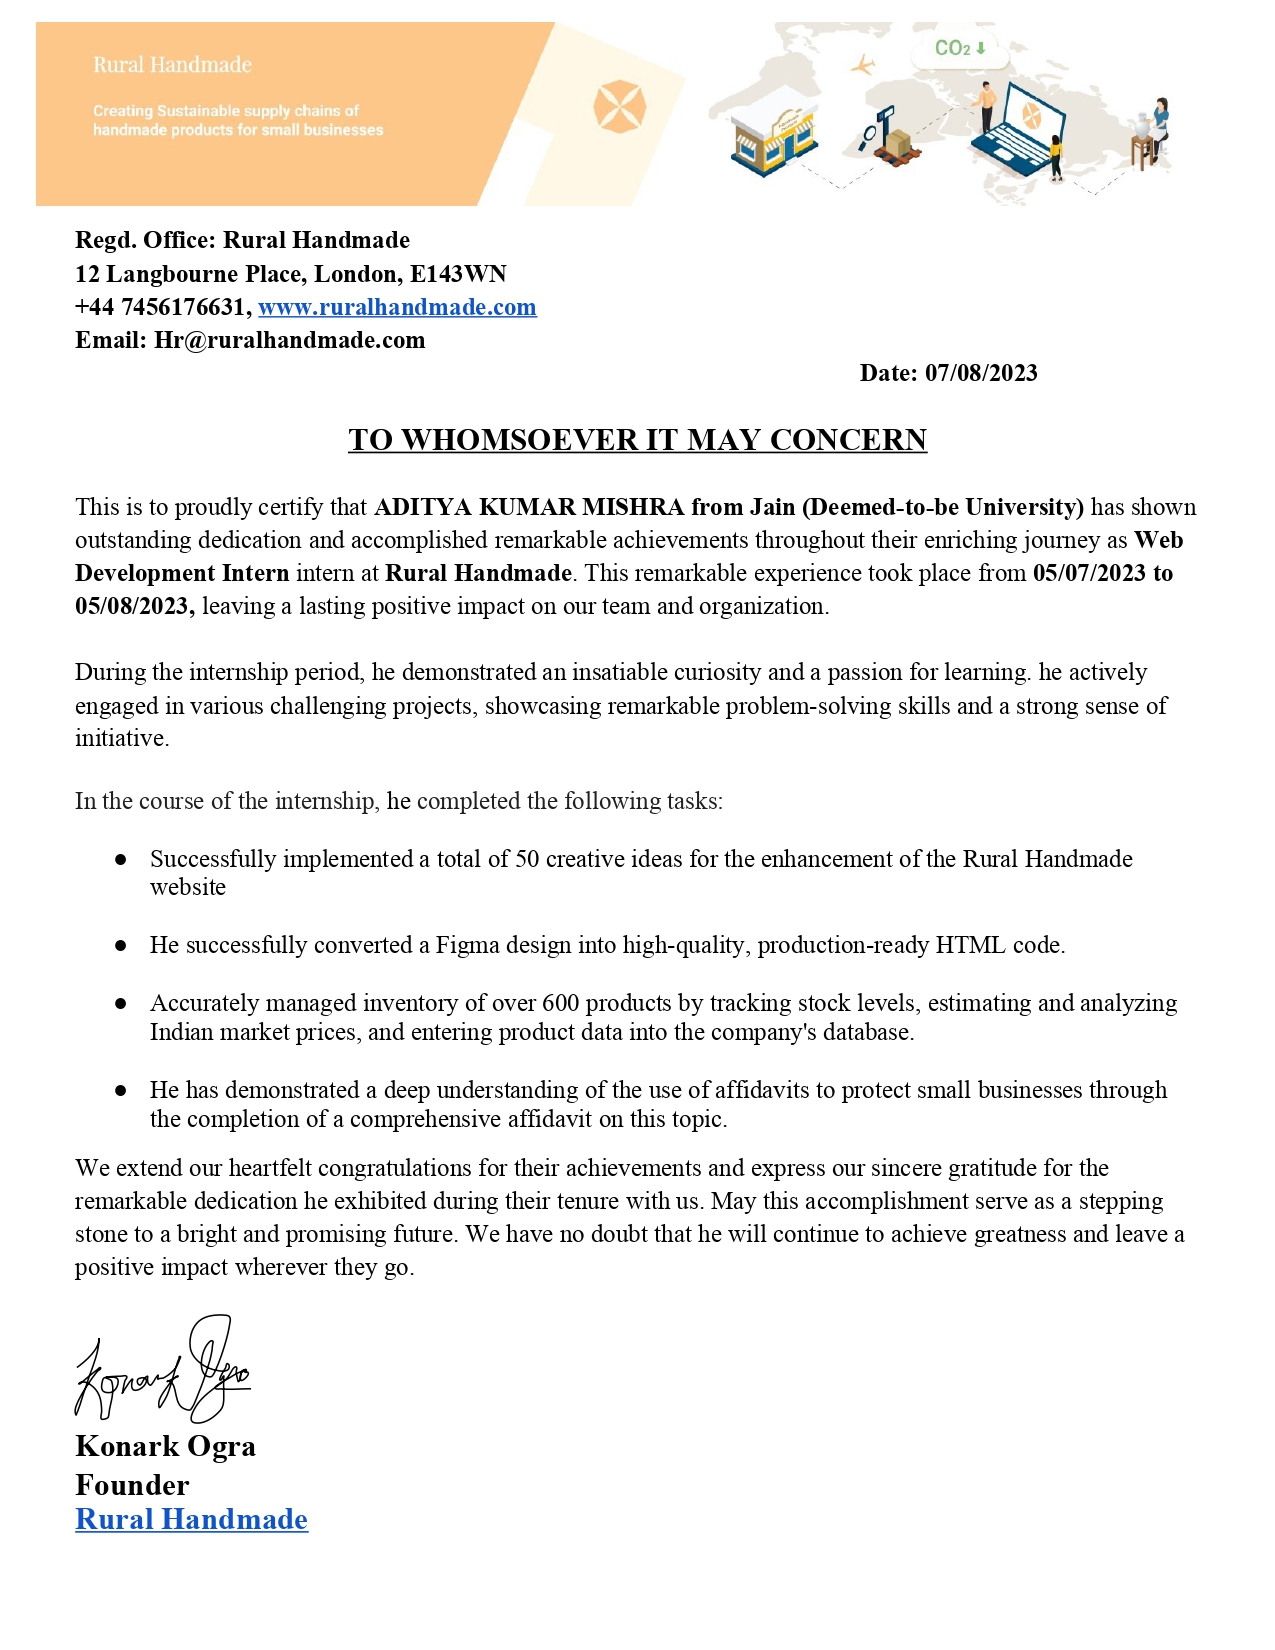 Rural Handmade
Creating Sustainable supply chains of
handmade products for small businesses
CO2
Regd. Office: Rural Handmade
12 Langbourne Place, London, E143WN
+44 7456176631, www.ruralhandmade.com
Email: Hr@ruralhandmade.com
Date: 07/08/2023
TO WHOMSOEVER IT MAY CONCERN
This is to proudly certify that ADITYA KUMAR MISHRA from Jain (Deemed-to-be University) has shown
outstanding dedication and accomplished remarkable achievements throughout their enriching journey as Web
Development Intern intern at Rural Handmade. This remarkable experience took place from 05/07/2023 to
05/08/2023, leaving a lasting positive impact on our team and organization.
During the internship period, he demonstrated an insatiable curiosity and a passion for learning. he actively
engaged in various challenging projects, showcasing remarkable problem-solving skills and a strong sense of
initiative.
In the course of the internship, he completed the following tasks:
● Successfully implemented a total of 50 creative ideas for the enhancement of the Rural Handmade
website
● He successfully converted a Figma design into high-quality, production-ready HTML code.
● Accurately managed inventory of over 600 products by tracking stock levels, estimating and analyzing
Indian market prices, and entering product data into the company's database.
● He has demonstrated a deep understanding of the use of affidavits to protect small businesses through
the completion of a comprehensive affidavit on this topic.
We extend our heartfelt congratulations for their achievements and express our sincere gratitude for the
remarkable dedication he exhibited during their tenure with us. May this accomplishment serve as a stepping
stone to a bright and promising future. We have no doubt that he will continue to achieve greatness and leave a
positive impact wherever they go.
Konark Ogra
Konark Ogra
Founder
Rural Handmade